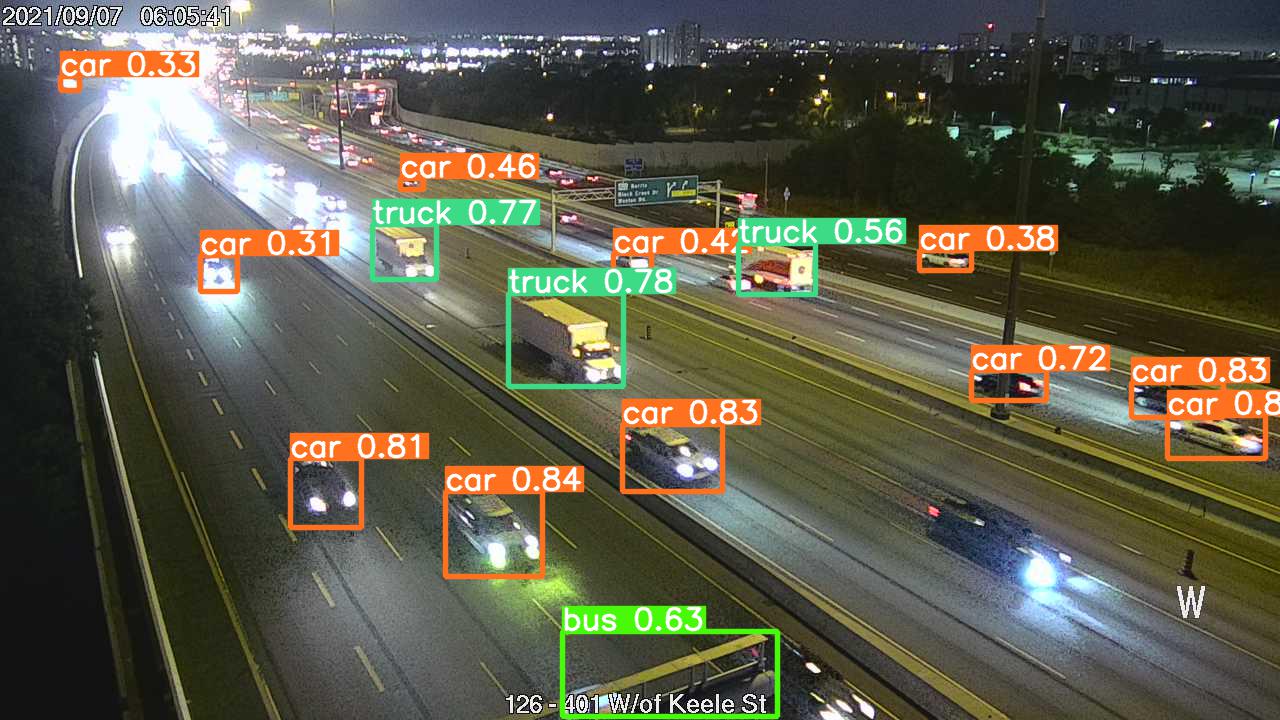 2021/09/07 06:05:41
car 0.33
car 0.46
truck 0.77
car 0.31
car 0.42
truck 0.56
car 0.38
truck 0.78
car 0.72
car 0.83
car 0.8
car 0.83
car 0.81
car 0.84
bus 0.63
W
126 - 401 W/of Keele St